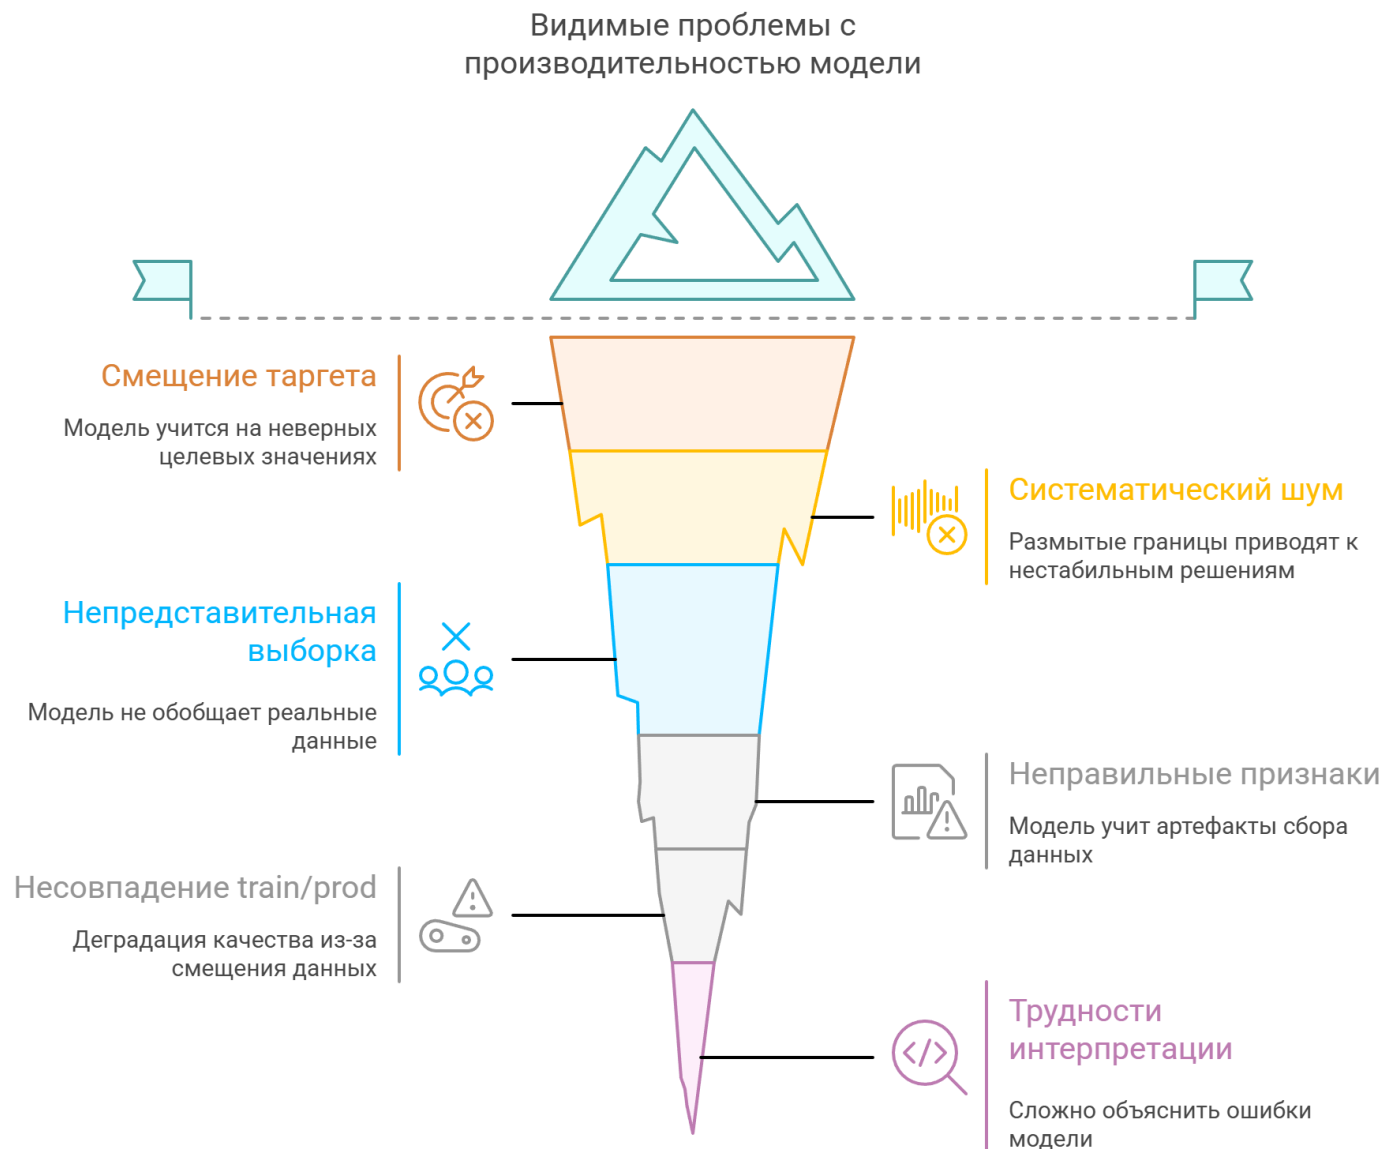 Видимые проблемы с
производительностью модели
Смещение таргета
Модель учится на неверных
целевых значениях
Систематический шум
Размытые границы приводят к
нестабильным решениям
Непредставительная
выборка
Модель не обобщает реальные
данные
Неправильные признаки
Модель учит артефакты сбора
данных
Несовпадение train/prod
Деградация качества из-за
смещения данных
Трудности
интерпретации
Сложно объяснить ошибки
модели